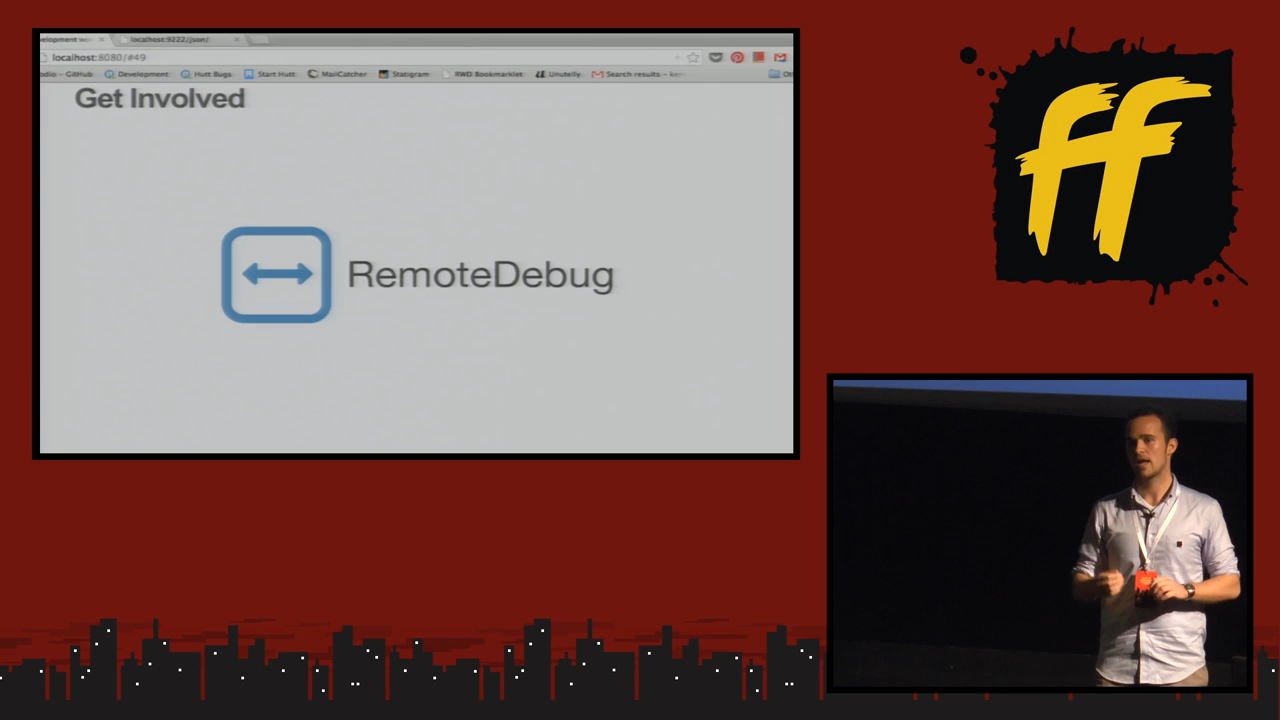 localhost:9222/json/
localhost:8080/#49
GitHub Development Hutt Bugs Start Hutt MailCatcher Statigram RWD Bookmarklet Unutelly Search results
Get Involved
RemoteDebug
ff